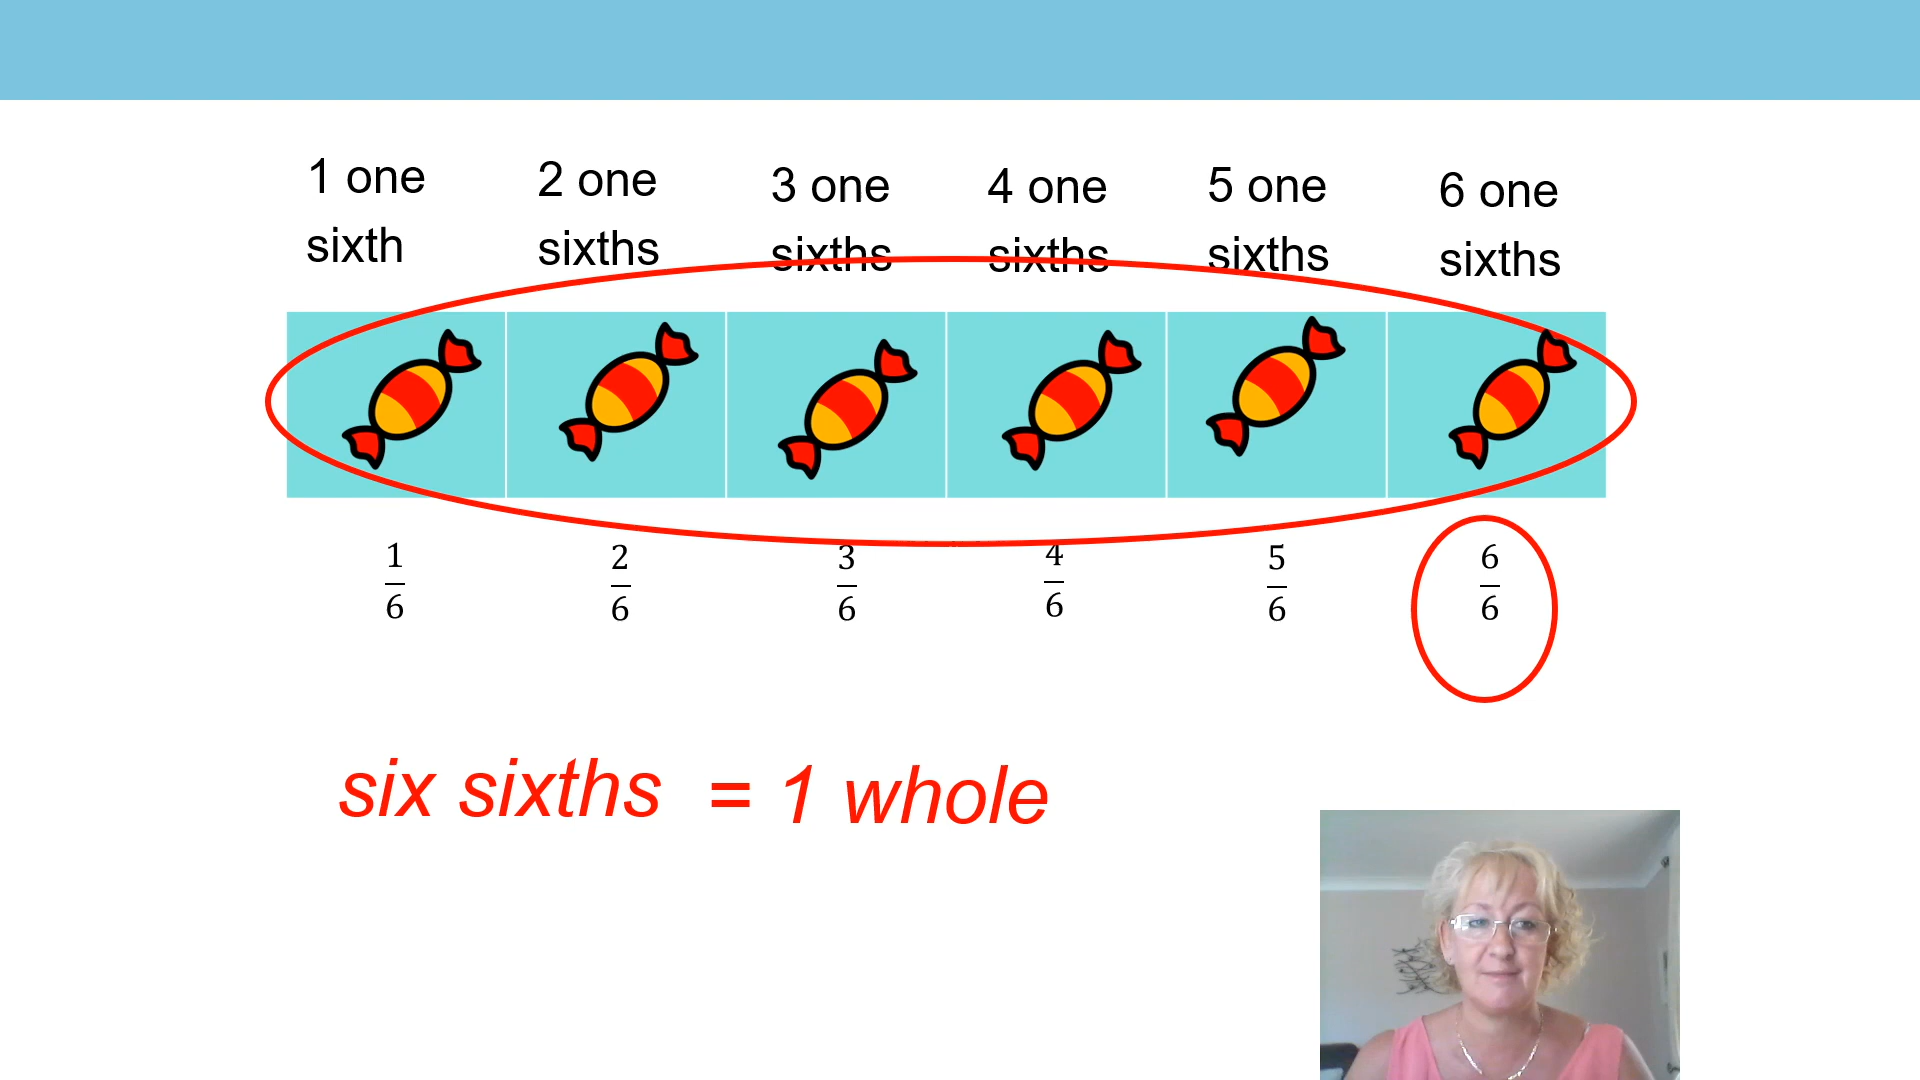 1 one
sixth
2 one
sixths
3 one
sixths
4 one
sixths
5 one
sixths
6 one
sixths
1
6
2
6
3
6
4
6
5
6
6
6
six sixths = 1 whole